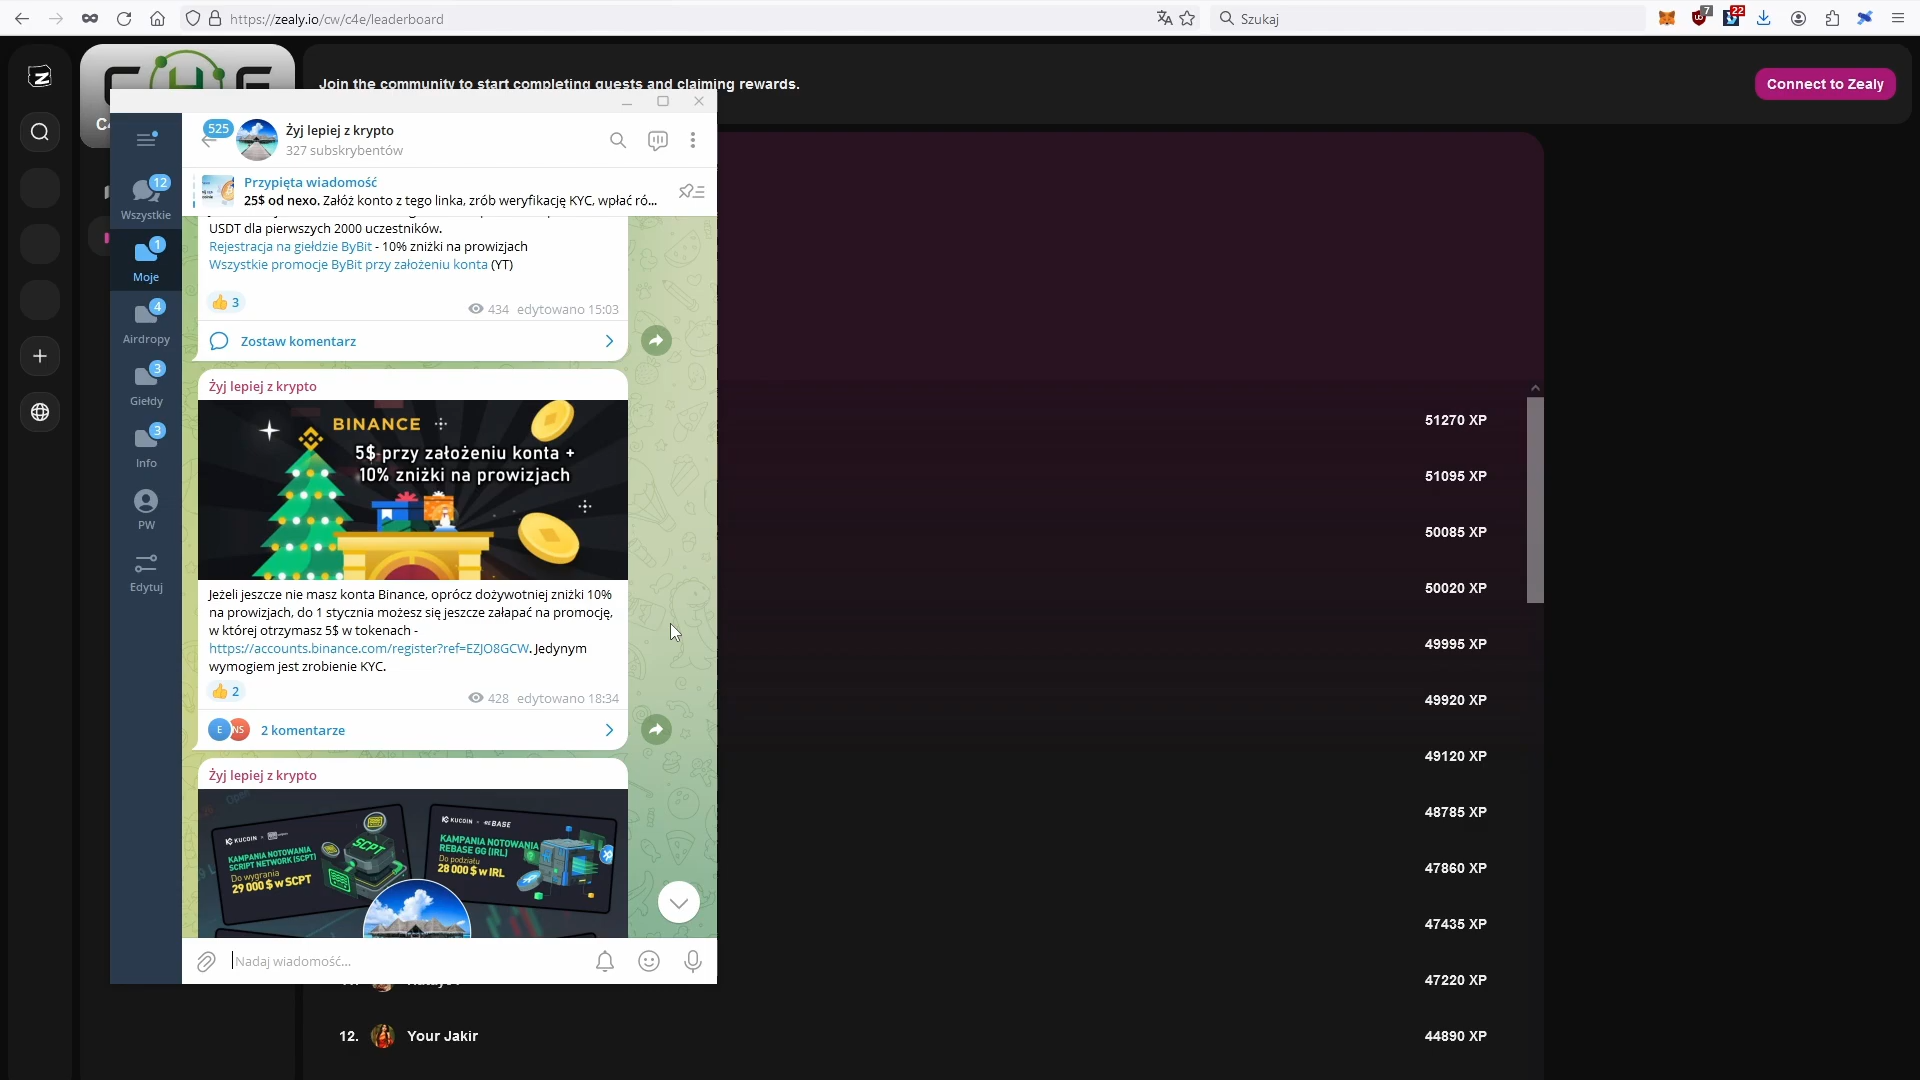 https://zealy.io/cw/c4e/leaderboard
Szukaj
7
22
Join the community to start completing quests and claiming rewards.
Connect to Zealy
525
Żyj lepiej z krypto
327 subskrybentów
Przypięta wiadomość
25$ od nexo. Załóż konto z tego linka, zrób weryfikację KYC, wpłać ró...
12
Wszystkie
1
Moje
4
Airdropy
3
Giełdy
3
Info
PW
Edytuj
USDT dla pierwszych 2000 uczestników.
Rejestracja na giełdzie ByBit - 10% zniżki na prowizjach
Wszystkie promocje ByBit przy założeniu konta (YT)
👍 3
434 edytowano 15:03
Zostaw komentarz
Żyj lepiej z krypto
BINANCE
5$ przy założeniu konta +
10% zniżki na prowizjach
Jeżeli jeszcze nie masz konta Binance, oprócz dożywotniej zniżki 10%
na prowizjach, do 1 stycznia możesz się jeszcze załapać na promocję,
w której otrzymasz 5$ w tokenach -
https://accounts.binance.com/register?ref=EZJO8GCW. Jedynym
wymogiem jest zrobienie KYC.
👍 2
428 edytowano 18:34
E NS 2 komentarze
Żyj lepiej z krypto
KUCOIN
KAMPANIA NOTOWANIA
SCRIPT NETWORK (SCPT)
Do wygrania
29 000 $ w SCPT
SCPT
KUCOIN × REBASE
KAMPANIA NOTOWANIA
REBASE GG (IRL)
Do podziału
28 000 $ w IRL
Nadaj wiadomość...
51270 XP
51095 XP
50085 XP
50020 XP
49995 XP
49920 XP
49120 XP
48785 XP
47860 XP
47435 XP
47220 XP
12. Your Jakir 44890 XP